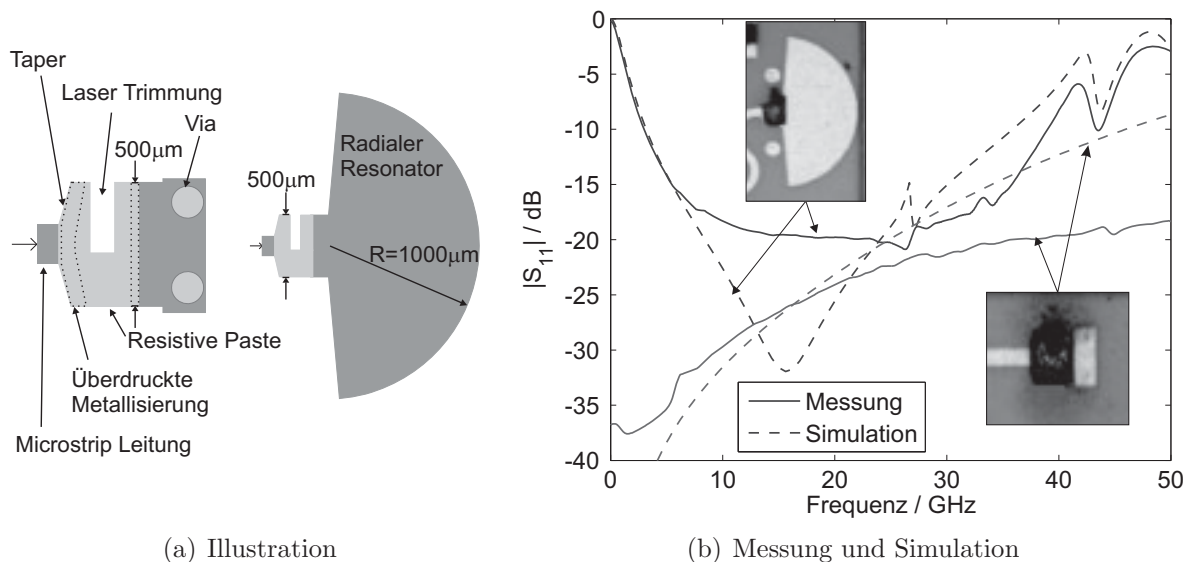 Taper
Laser Trimmung
Via
500µm
Resistive Paste
Überdruckte
Metallisierung
Microstrip Leitung
500µm
Radialer
Resonator
R=1000µm
(a) Illustration
|S11| / dB
0
-5
-10
-15
-20
-25
-30
-35
-40
0
10
20
30
40
50
Frequenz / GHz
Messung
Simulation
(b) Messung und Simulation